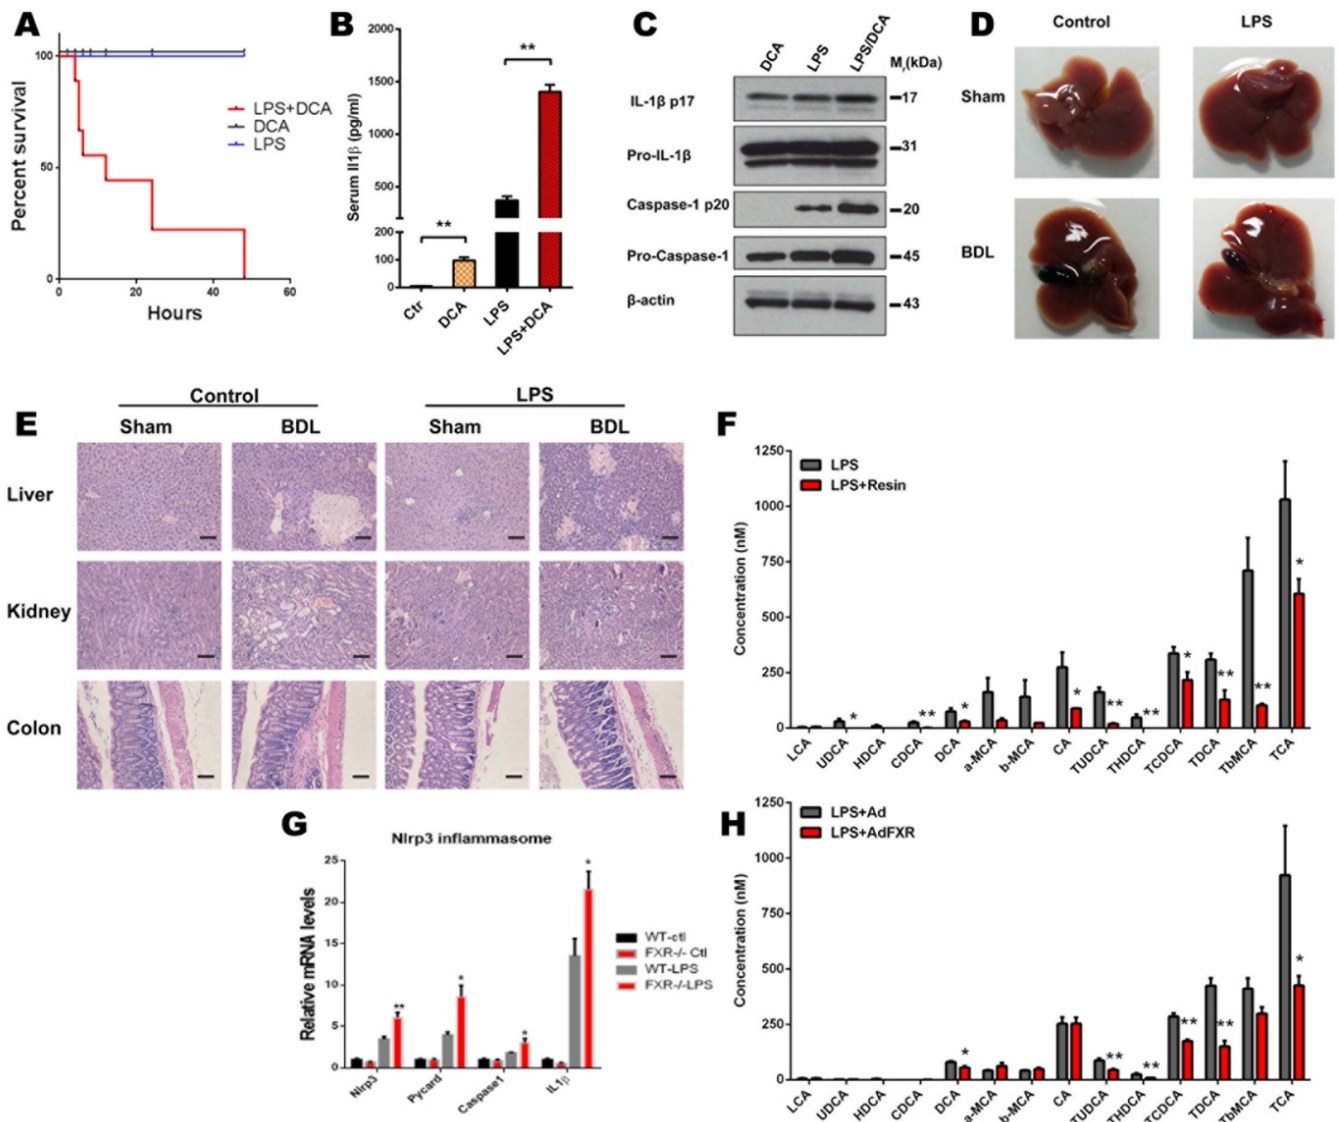 A
Percent survival
100
50
0
0
20
40
60
Hours
LPS+DCA
DCA
LPS
B
Serum Il1β (pg/ml)
2000
1500
1000
500
200
100
0
**
**
Ctr
DCA
LPS
LPS+DCA
C
DCA
LPS
LPS/DCA
Mr(kDa)
IL-1β p17
17
Pro-IL-1β
31
Caspase-1 p20
20
Pro-Caspase-1
45
β-actin
43
D
Control
LPS
Sham
BDL
E
Control
LPS
Sham
BDL
Sham
BDL
Liver
Kidney
Colon
F
Concentration (nM)
1250
1000
750
500
250
0
LPS
LPS+Resin
*
**
*
*
**
**
*
**
**
*
LCA
UDCA
HDCA
CDCA
DCA
a-MCA
b-MCA
CA
TUDCA
THDCA
TCDCA
TDCA
TbMCA
TCA
G
Nlrp3 inflammasome
Relative mRNA levels
25
20
15
10
5
0
**
*
*
*
Nlrp3
Pycard
Caspase1
IL1β
WT-ctl
FXR-/- Ctl
WT-LPS
FXR-/-LPS
H
Concentration (nM)
1250
1000
750
500
250
0
LPS+Ad
LPS+AdFXR
*
**
**
**
**
*
LCA
UDCA
HDCA
CDCA
DCA
a-MCA
b-MCA
CA
TUDCA
THDCA
TCDCA
TDCA
TbMCA
TCA